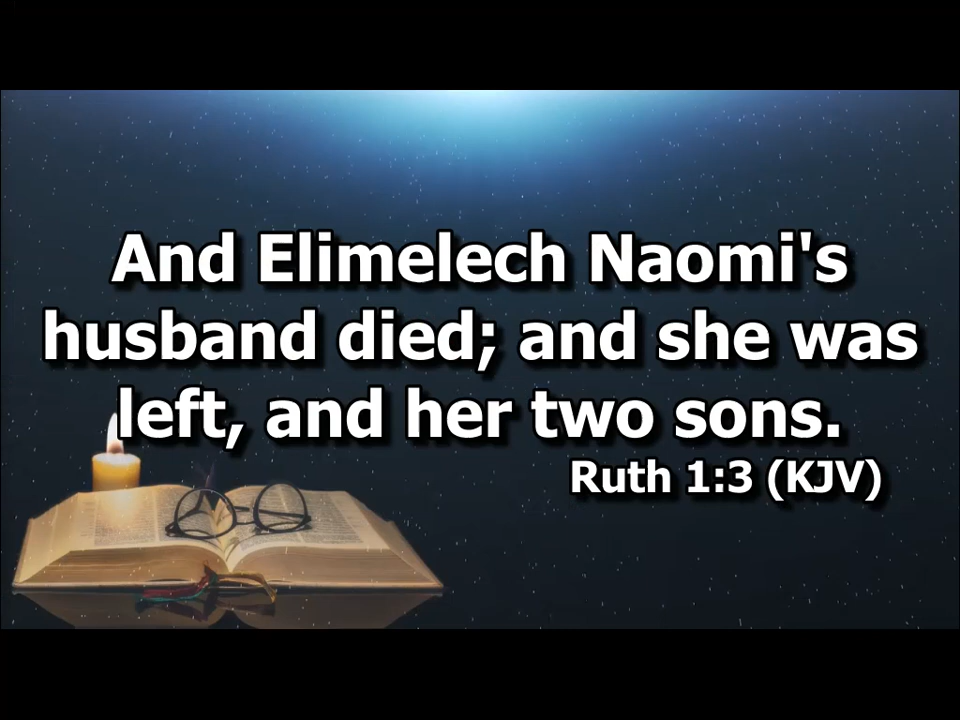 And Elimelech Naomi's
husband died; and she was
left, and her two sons.
Ruth 1:3 (KJV)